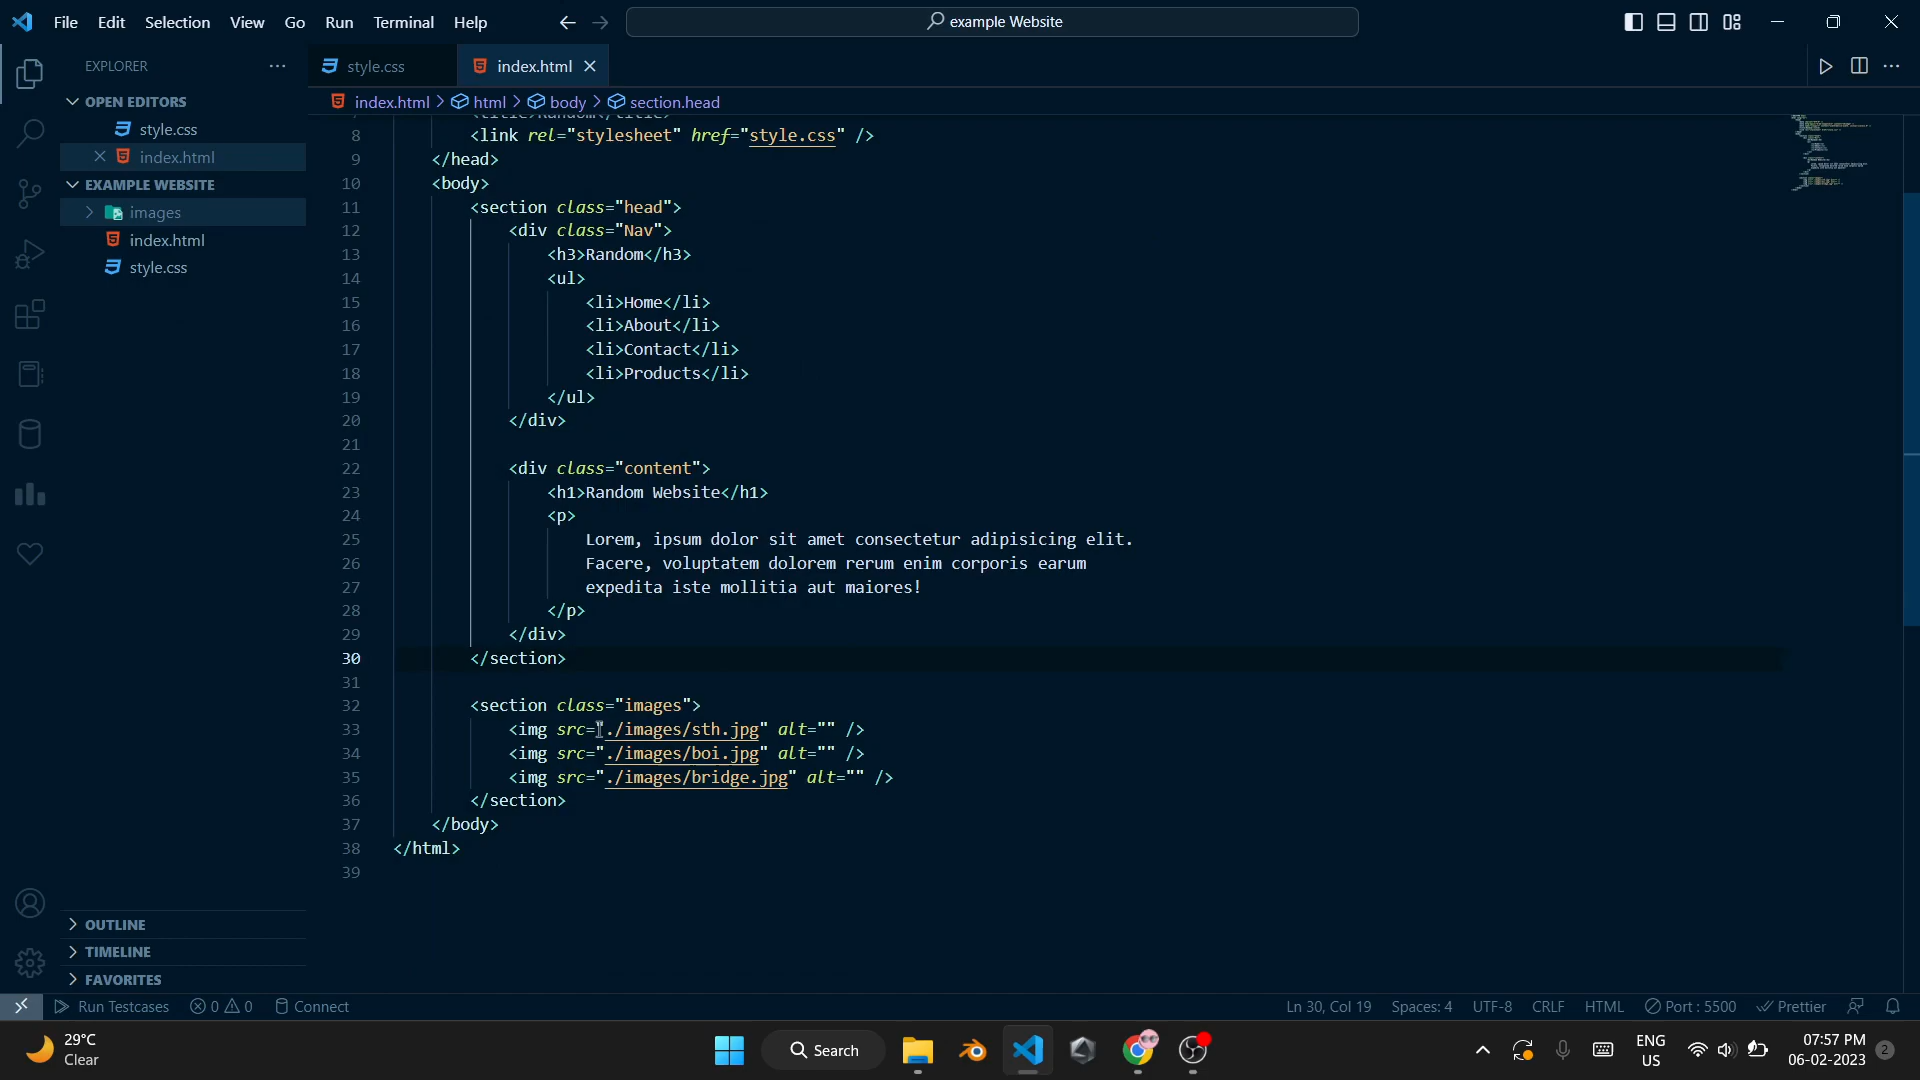 File Edit Selection View Go Run Terminal Help
example Website
EXPLORER
OPEN EDITORS
style.css
index.html
EXAMPLE WEBSITE
images
index.html
style.css
OUTLINE
TIMELINE
FAVORITES
style.css
index.html
index.html > html > body > section.head
<title>Random</title>
8 <link rel="stylesheet" href="style.css" />
9 </head>
10 <body>
11 <section class="head">
12 <div class="Nav">
13 <h3>Random</h3>
14 <ul>
15 <li>Home</li>
16 <li>About</li>
17 <li>Contact</li>
18 <li>Products</li>
19 </ul>
20 </div>
21
22 <div class="content">
23 <h1>Random Website</h1>
24 <p>
25 Lorem, ipsum dolor sit amet consectetur adipisicing elit.
26 Facere, voluptatem dolorem rerum enim corporis earum
27 expedita iste mollitia aut maiores!
28 </p>
29 </div>
30 </section>
31
32 <section class="images">
33 <img src="./images/sth.jpg" alt="" />
34 <img src="./images/boi.jpg" alt="" />
35 <img src="./images/bridge.jpg" alt="" />
36 </section>
37 </body>
38 </html>
39
Run Testcases 0 0 Connect
Ln 30, Col 19 Spaces: 4 UTF-8 CRLF HTML Port : 5500 Prettier
29°C
Clear
Search
ENG
US
07:57 PM
06-02-2023
2